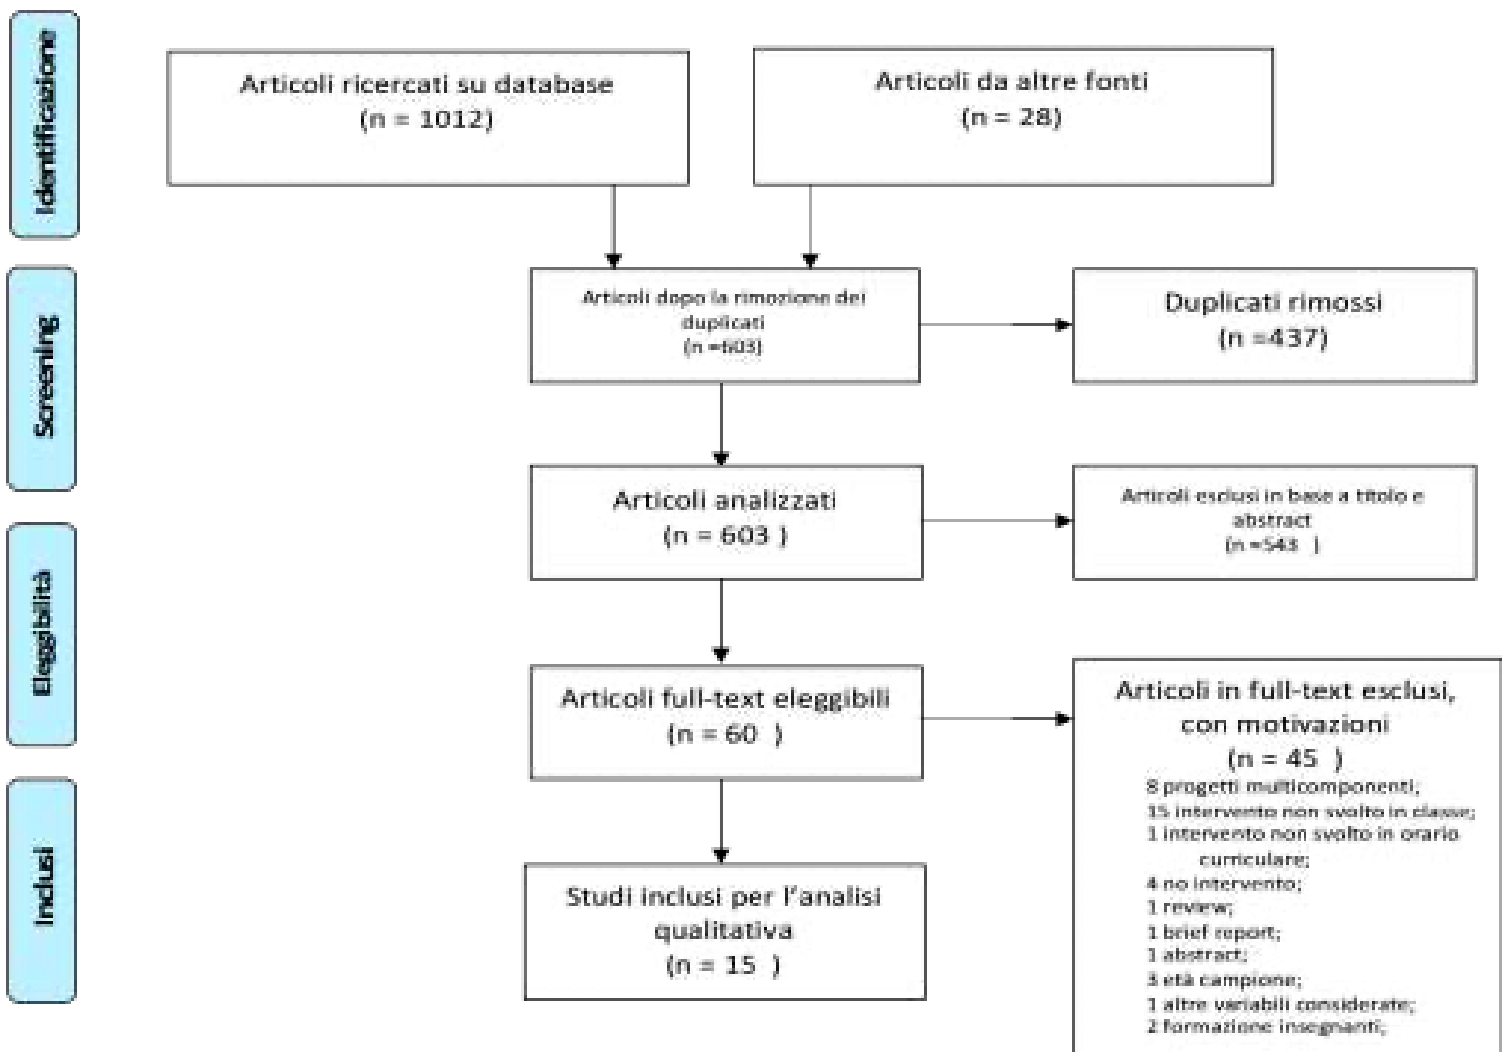 Identificazione
Articoli ricercati su database
(n = 1012)
Articoli da altre fonti
(n = 28)
Screening
Articoli dopo la rimozione dei
duplicati
(n =603)
Duplicati rimossi
(n =437)
Articoli analizzati
(n = 603 )
Articoli esclusi in base a titolo e
abstract
(n =543 )
Eleggibilità
Articoli full-text eleggibili
(n = 60 )
Articoli in full-text esclusi,
con motivazioni
(n = 45 )
8 progetti multicomponenti;
15 intervento non svolto in classe;
1 intervento non svolto in orario
curriculare;
4 no intervento;
1 review;
1 brief report;
1 abstract;
3 età campione;
1 altre variabili considerate;
2 formazione insegnanti,
Inclusi
Studi inclusi per l'analisi
qualitativa
(n = 15 )